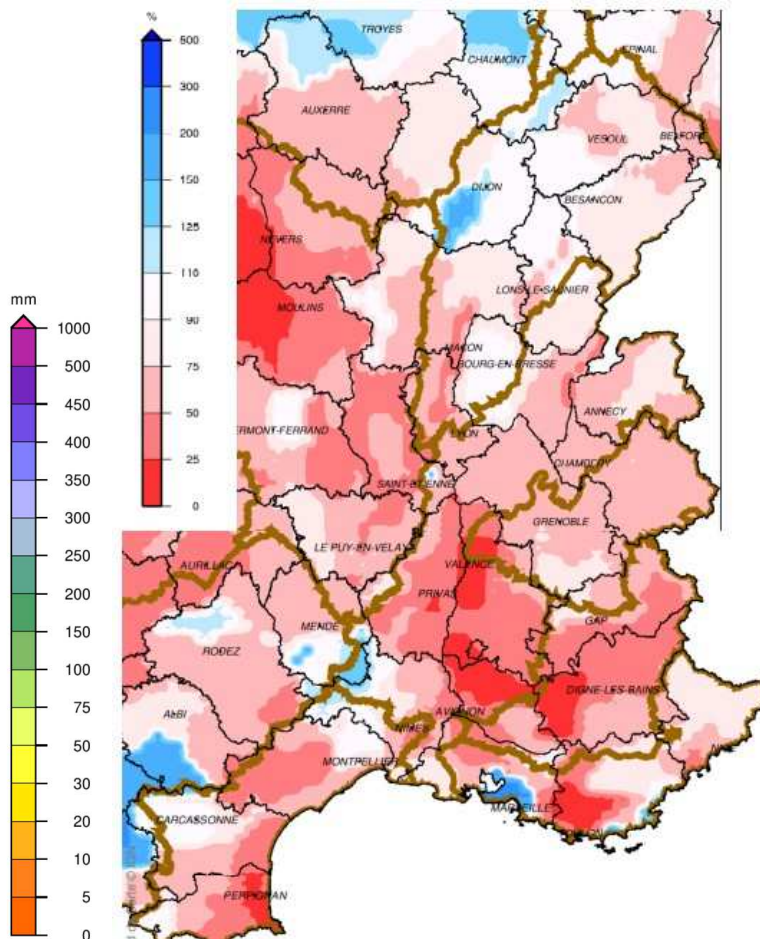 %
500
300
200
150
125
110
90
75
50
25
0
mm
1000
500
450
400
350
300
250
200
150
100
75
50
30
20
10
5
0
TROYES
CHAUMONT
EPINAL
AUXERRE
VESOUL
BELFORT
DIJON
BESANCON
NEVERS
LONS-LE-SAUNIER
MOULINS
MACON
BOURG-EN-BRESSE
ANNECY
ERMONT-FERRAND
LYON
CHAMBERY
SAINT-ETIENNE
GRENOBLE
LE PUY-EN-VELAY
AURILLAC
VALENCE
PRIVAS
GAP
MENDE
RODEZ
DIGNE-LES-BAINS
ALBI
AVIGNON
NIMES
MONTPELLIER
MARSEILLE
TOULON
CARCASSONNE
PERPIGNAN